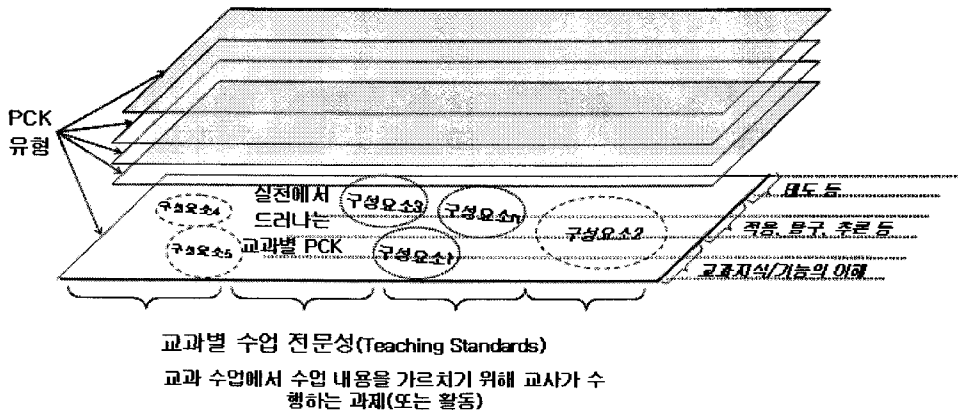 PCK
유형
실천에서
드러나는
교과별 PCK
구성요소4
구성요소5
구성요소3
구성요소n
구성요소1
구성요소2
태도 등
적용, 탐구, 추론 등
교과지식/기능의 이해
교과별 수업 전문성(Teaching Standards)
교과 수업에서 수업 내용을 가르치기 위해 교사가 수
행하는 과제(또는 활동)